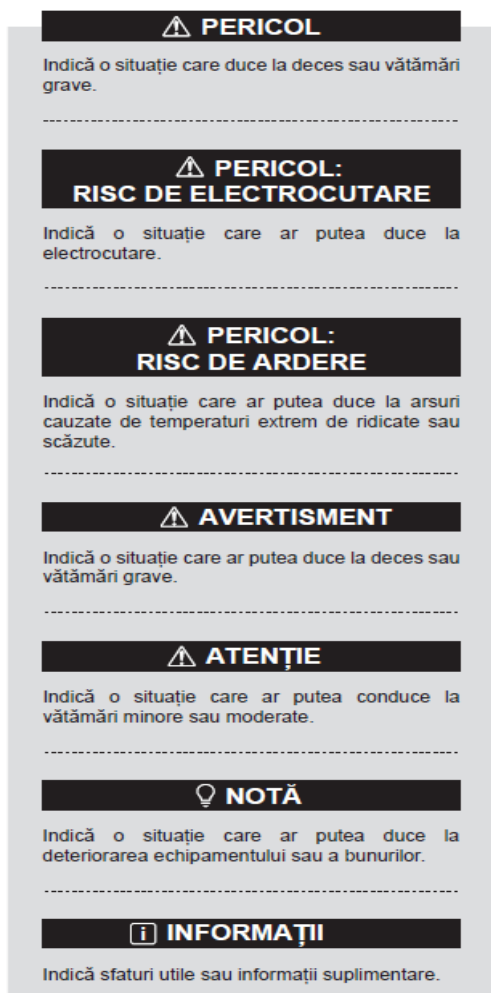 ⚠ PERICOL
Indică o situație care duce la deces sau vătămări
grave.
⚠ PERICOL:
RISC DE ELECTROCUTARE
Indică o situație care ar putea duce la
electrocutare.
⚠ PERICOL:
RISC DE ARDERE
Indică o situație care ar putea duce la arsuri
cauzate de temperaturi extrem de ridicate sau
scăzute.
⚠ AVERTISMENT
Indică o situație care ar putea duce la deces sau
vătămări grave.
⚠ ATENȚIE
Indică o situație care ar putea conduce la
vătămări minore sau moderate.
NOTĂ
Indică o situație care ar putea duce la
deteriorarea echipamentului sau a bunurilor.
i INFORMAȚII
Indică sfaturi utile sau informații suplimentare.